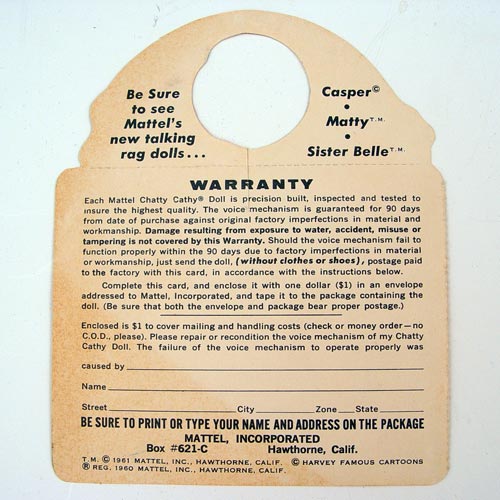 Be Sure
to see
Mattel's
new talking
rag dolls...
Casper©
•
Matty T.M.
•
Sister Belle T.M.
WARRANTY
Each Mattel Chatty Cathy® Doll is precision built, inspected and tested to
insure the highest quality. The voice mechanism is guaranteed for 90 days
from date of purchase against original factory imperfections in material and
workmanship. Damage resulting from exposure to water, accident, misuse or
tampering is not covered by this Warranty. Should the voice mechanism fail to
function properly within the 90 days due to factory imperfections in material
or workmanship, just send the doll, (without clothes or shoes), postage paid
to the factory with this card, in accordance with the instructions below.
Complete this card, and enclose it with one dollar ($1) in an envelope
addressed to Mattel, Incorporated, and tape it to the package containing the
doll. (Be sure that both the envelope and package bear proper postage.)
Enclosed is $1 to cover mailing and handling costs (check or money order—no
C.O.D., please). Please repair or recondition the voice mechanism of my Chatty
Cathy Doll. The failure of the voice mechanism to operate properly was
caused by
Name
Street City Zone State
BE SURE TO PRINT OR TYPE YOUR NAME AND ADDRESS ON THE PACKAGE
MATTEL, INCORPORATED
Box #621-C Hawthorne, Calif.
T.M. © 1961 MATTEL, INC., HAWTHORNE, CALIF. © HARVEY FAMOUS CARTOONS
® REG. 1960 MATTEL, INC., HAWTHORNE, CALIF.